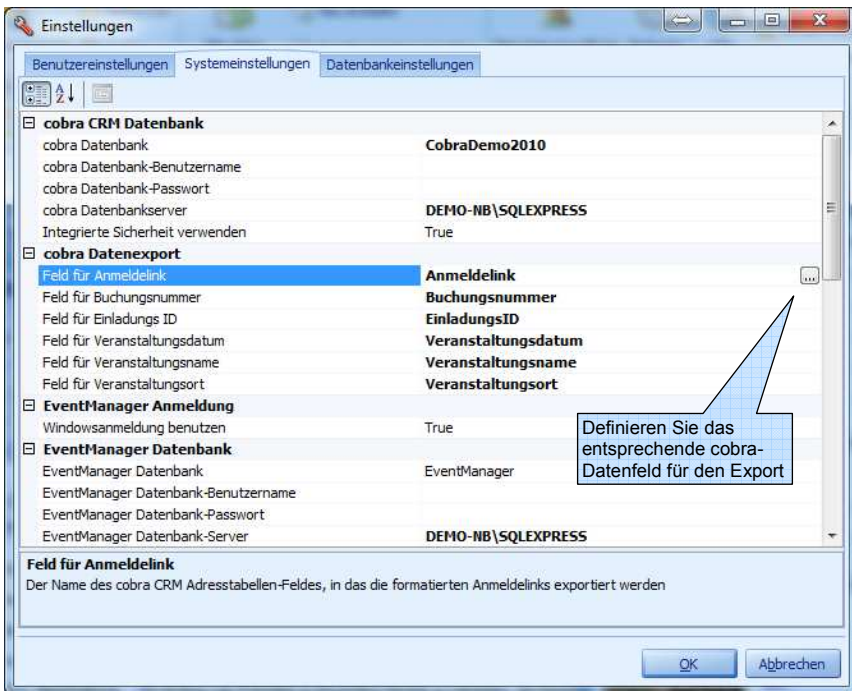 Einstellungen
Benutzereinstellungen Systemeinstellungen Datenbankeinstellungen
cobra CRM Datenbank
cobra Datenbank CobraDemo2010
cobra Datenbank-Benutzername
cobra Datenbank-Passwort
cobra Datenbankserver DEMO-NB\SQLEXPRESS
Integrierte Sicherheit verwenden True
cobra Datenexport
Feld für Anmeldelink Anmeldelink ...
Feld für Buchungsnummer Buchungsnummer
Feld für Einladungs ID EinladungsID
Feld für Veranstaltungsdatum Veranstaltungsdatum
Feld für Veranstaltungsname Veranstaltungsname
Feld für Veranstaltungsort Veranstaltungsort
EventManager Anmeldung
Windowsanmeldung benutzen True
EventManager Datenbank
EventManager Datenbank EventManager
EventManager Datenbank-Benutzername
EventManager Datenbank-Passwort
EventManager Datenbank-Server DEMO-NB\SQLEXPRESS
Definieren Sie das
entsprechende cobra-
Datenfeld für den Export
Feld für Anmeldelink
Der Name des cobra CRM Adresstabellen-Feldes, in das die formatierten Anmeldelinks exportiert werden
OK Abbrechen